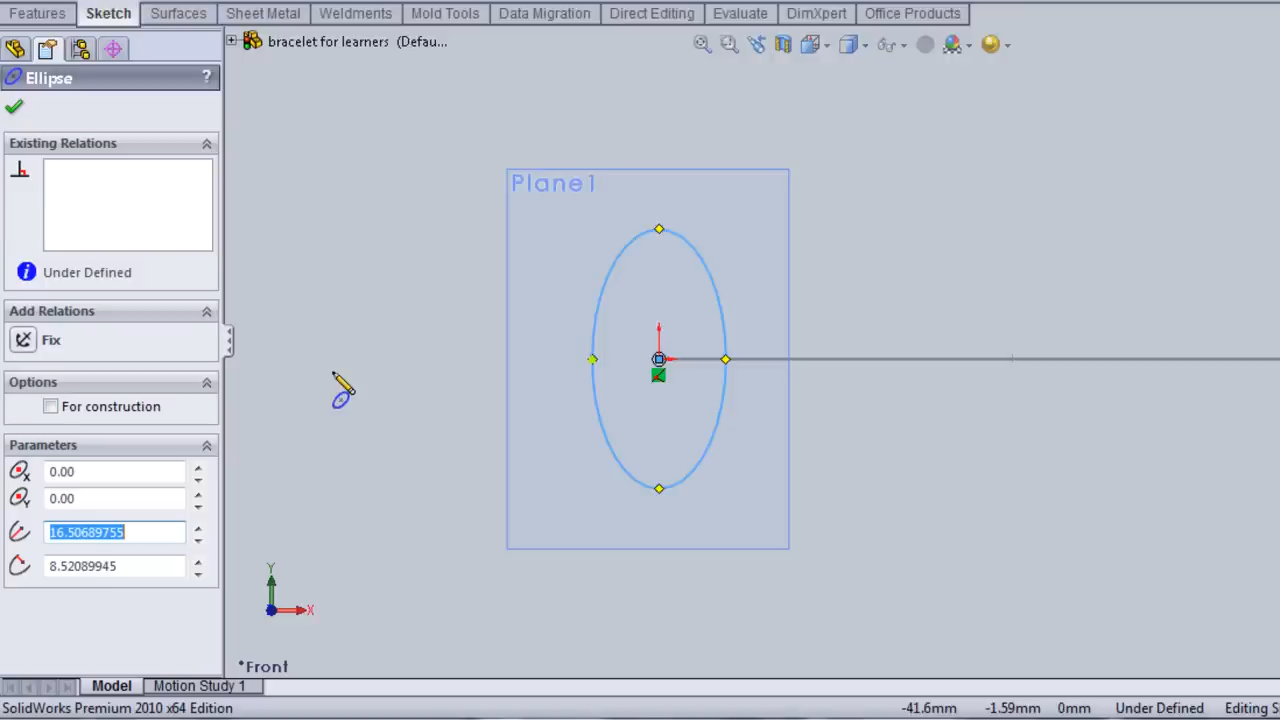 Features Sketch Surfaces Sheet Metal Weldments Mold Tools Data Migration Direct Editing Evaluate DimXpert Office Products
bracelet for learners (Defau...
Ellipse ?
Existing Relations
Under Defined
Add Relations
Fix
Options
For construction
Parameters
0.00
0.00
16.50689755
8.52089945
Plane1
Y
X
*Front
Model Motion Study 1
SolidWorks Premium 2010 x64 Edition -41.6mm -1.59mm 0mm Under Defined Editing S